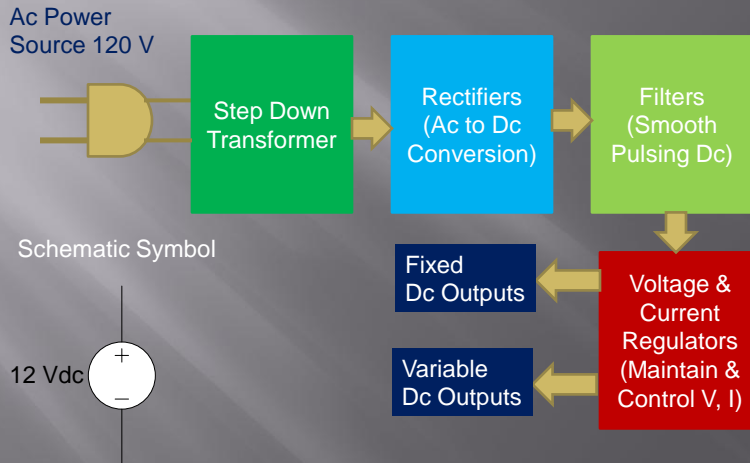 Ac Power
Source 120 V
Step Down
Transformer
Rectifiers
(Ac to Dc
Conversion)
Filters
(Smooth
Pulsing Dc)
Schematic Symbol
Fixed
Dc Outputs
Voltage &
Current
Regulators
(Maintain &
Control V, I)
Variable
Dc Outputs
12 Vdc
+
_